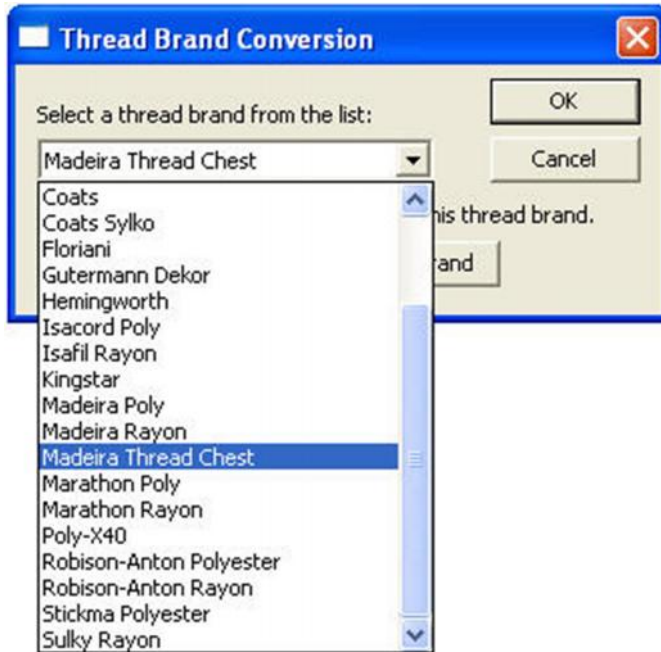 Thread Brand Conversion
Select a thread brand from the list:
OK
Madeira Thread Chest
Cancel
his thread brand.
rand
Coats
Coats Sylko
Floriani
Gutermann Dekor
Hemingworth
Isacord Poly
Isafil Rayon
Kingstar
Madeira Poly
Madeira Rayon
Madeira Thread Chest
Marathon Poly
Marathon Rayon
Poly-X40
Robison-Anton Polyester
Robison-Anton Rayon
Stickma Polyester
Sulky Rayon